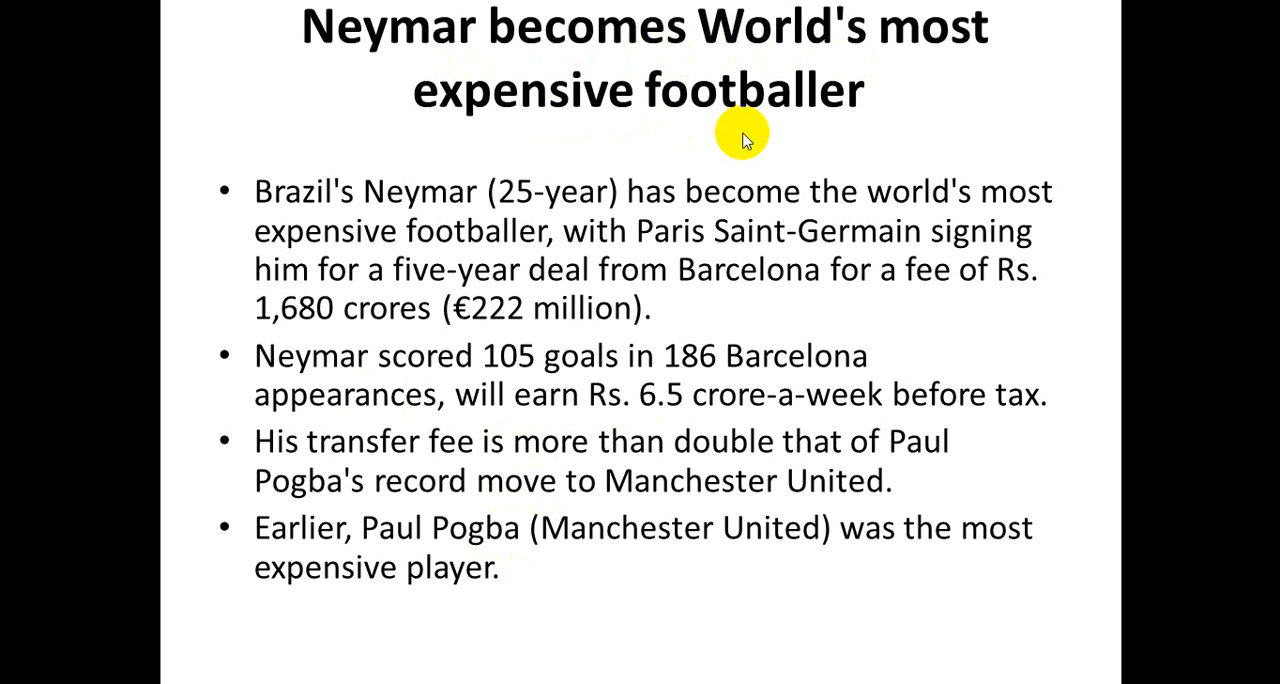 Neymar becomes World's most
expensive footballer
• Brazil's Neymar (25-year) has become the world's most
expensive footballer, with Paris Saint-Germain signing
him for a five-year deal from Barcelona for a fee of Rs.
1,680 crores (€222 million).
• Neymar scored 105 goals in 186 Barcelona
appearances, will earn Rs. 6.5 crore-a-week before tax.
• His transfer fee is more than double that of Paul
Pogba's record move to Manchester United.
• Earlier, Paul Pogba (Manchester United) was the most
expensive player.